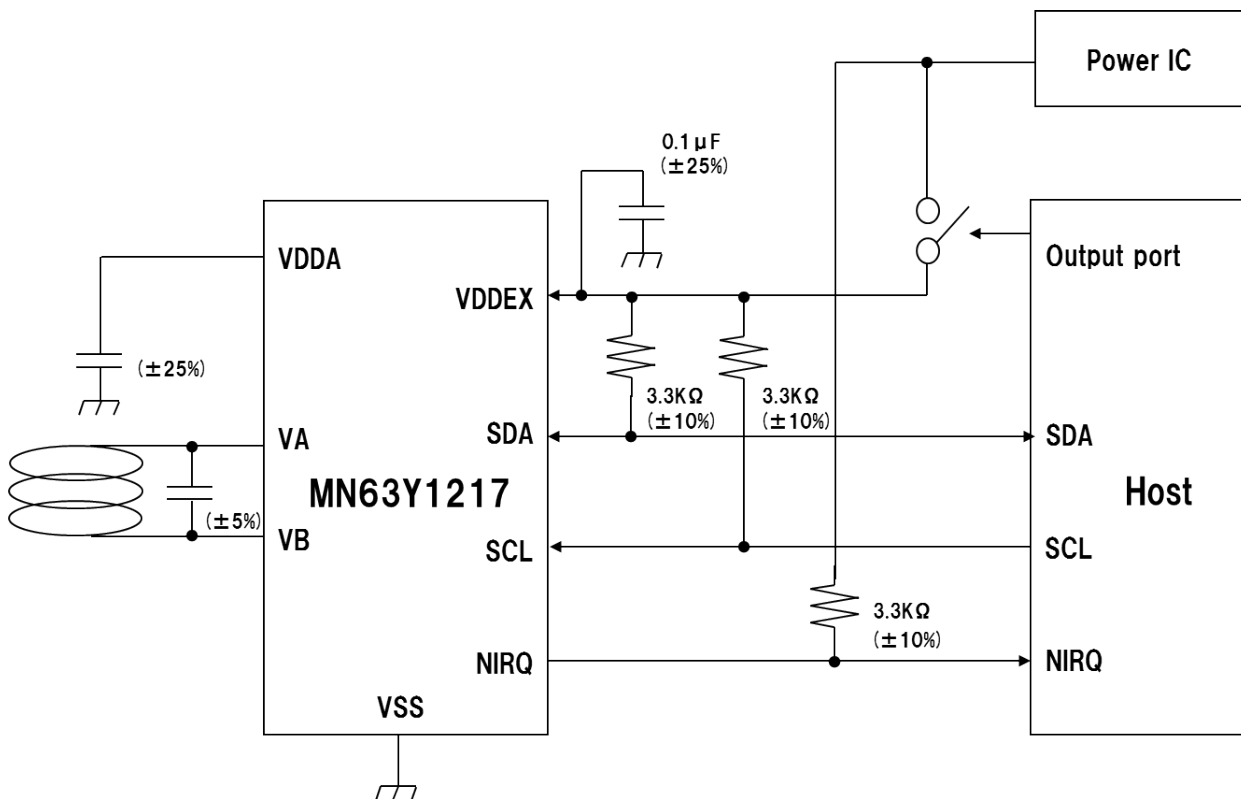 Power IC
0.1μF
(±25%)
VDDA
Output port
VDDEX
(±25%)
3.3KΩ
(±10%)
3.3KΩ
(±10%)
VA
SDA
SDA
MN63Y1217
Host
(±5%)
VB
SCL
SCL
3.3KΩ
(±10%)
NIRQ
NIRQ
VSS